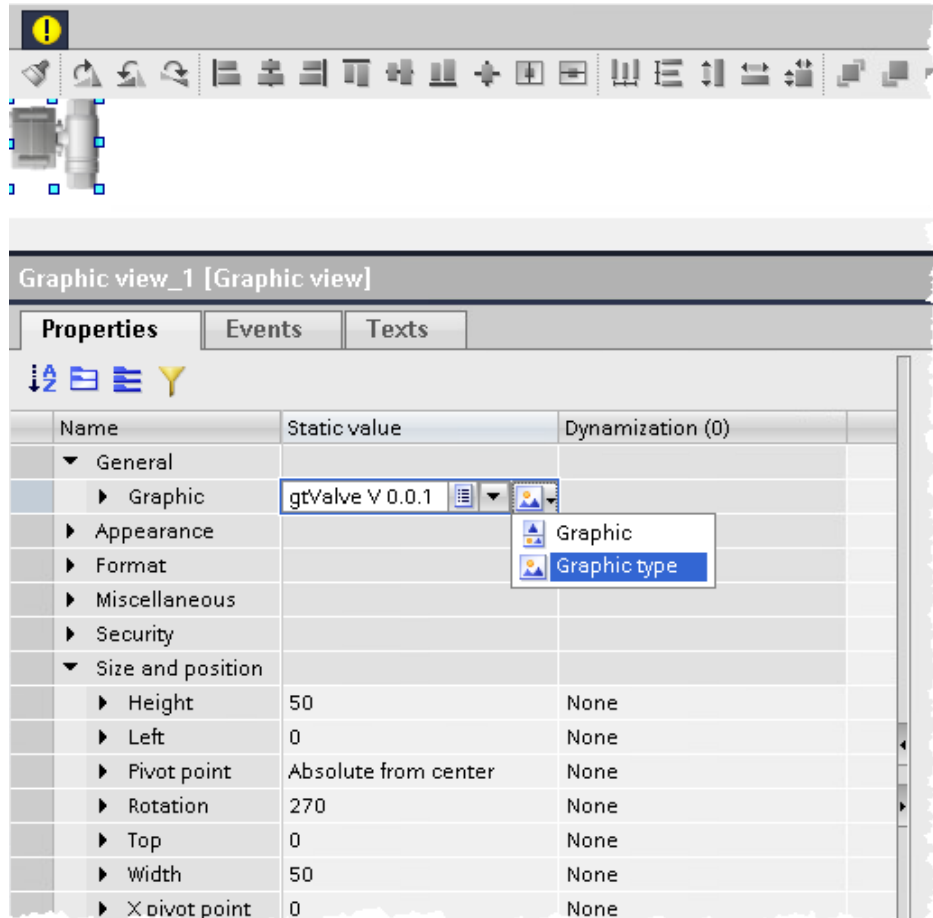 Graphic view_1 [Graphic view]
Properties Events Texts
Name Static value Dynamization (0)
General
Graphic gtValve V 0.0.1
Appearance Graphic
Format Graphic type
Miscellaneous
Security
Size and position
Height 50 None
Left 0 None
Pivot point Absolute from center None
Rotation 270 None
Top 0 None
Width 50 None
X pivot point 0 None